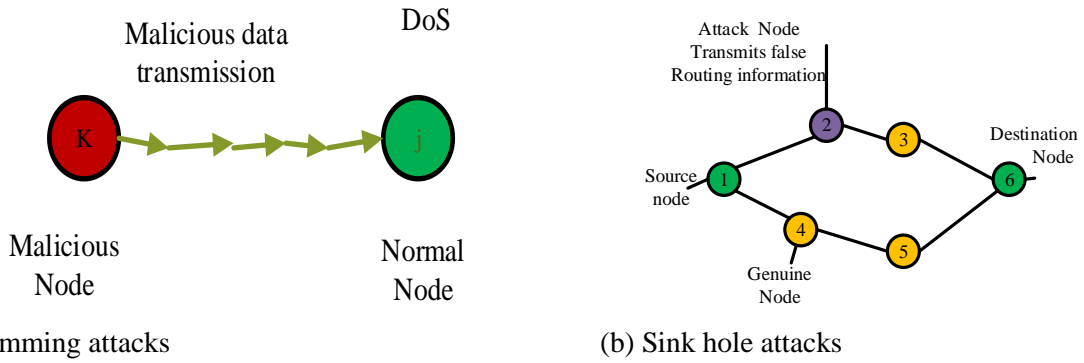 Malicious data
transmission
DoS
K
j
Malicious
Node
Normal
Node
mming attacks
Attack Node
Transmits false
Routing information
2
3
Destination
Node
Source
node
1
6
4
5
Genuine
Node
(b) Sink hole attacks